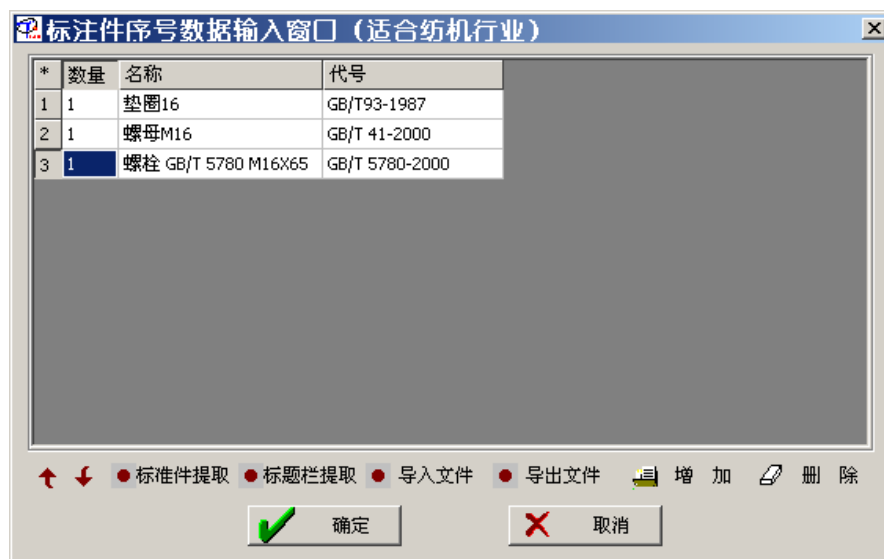 标注件序号数据输入窗口（适合纺机行业）
* 数量 名称 代号
1 1 垫圈16 GB/T93-1987
2 1 螺母M16 GB/T 41-2000
3 1 螺栓 GB/T 5780 M16X65 GB/T 5780-2000
标准件提取 标题栏提取 导入文件 导出文件 增 加 删 除
确定 取消